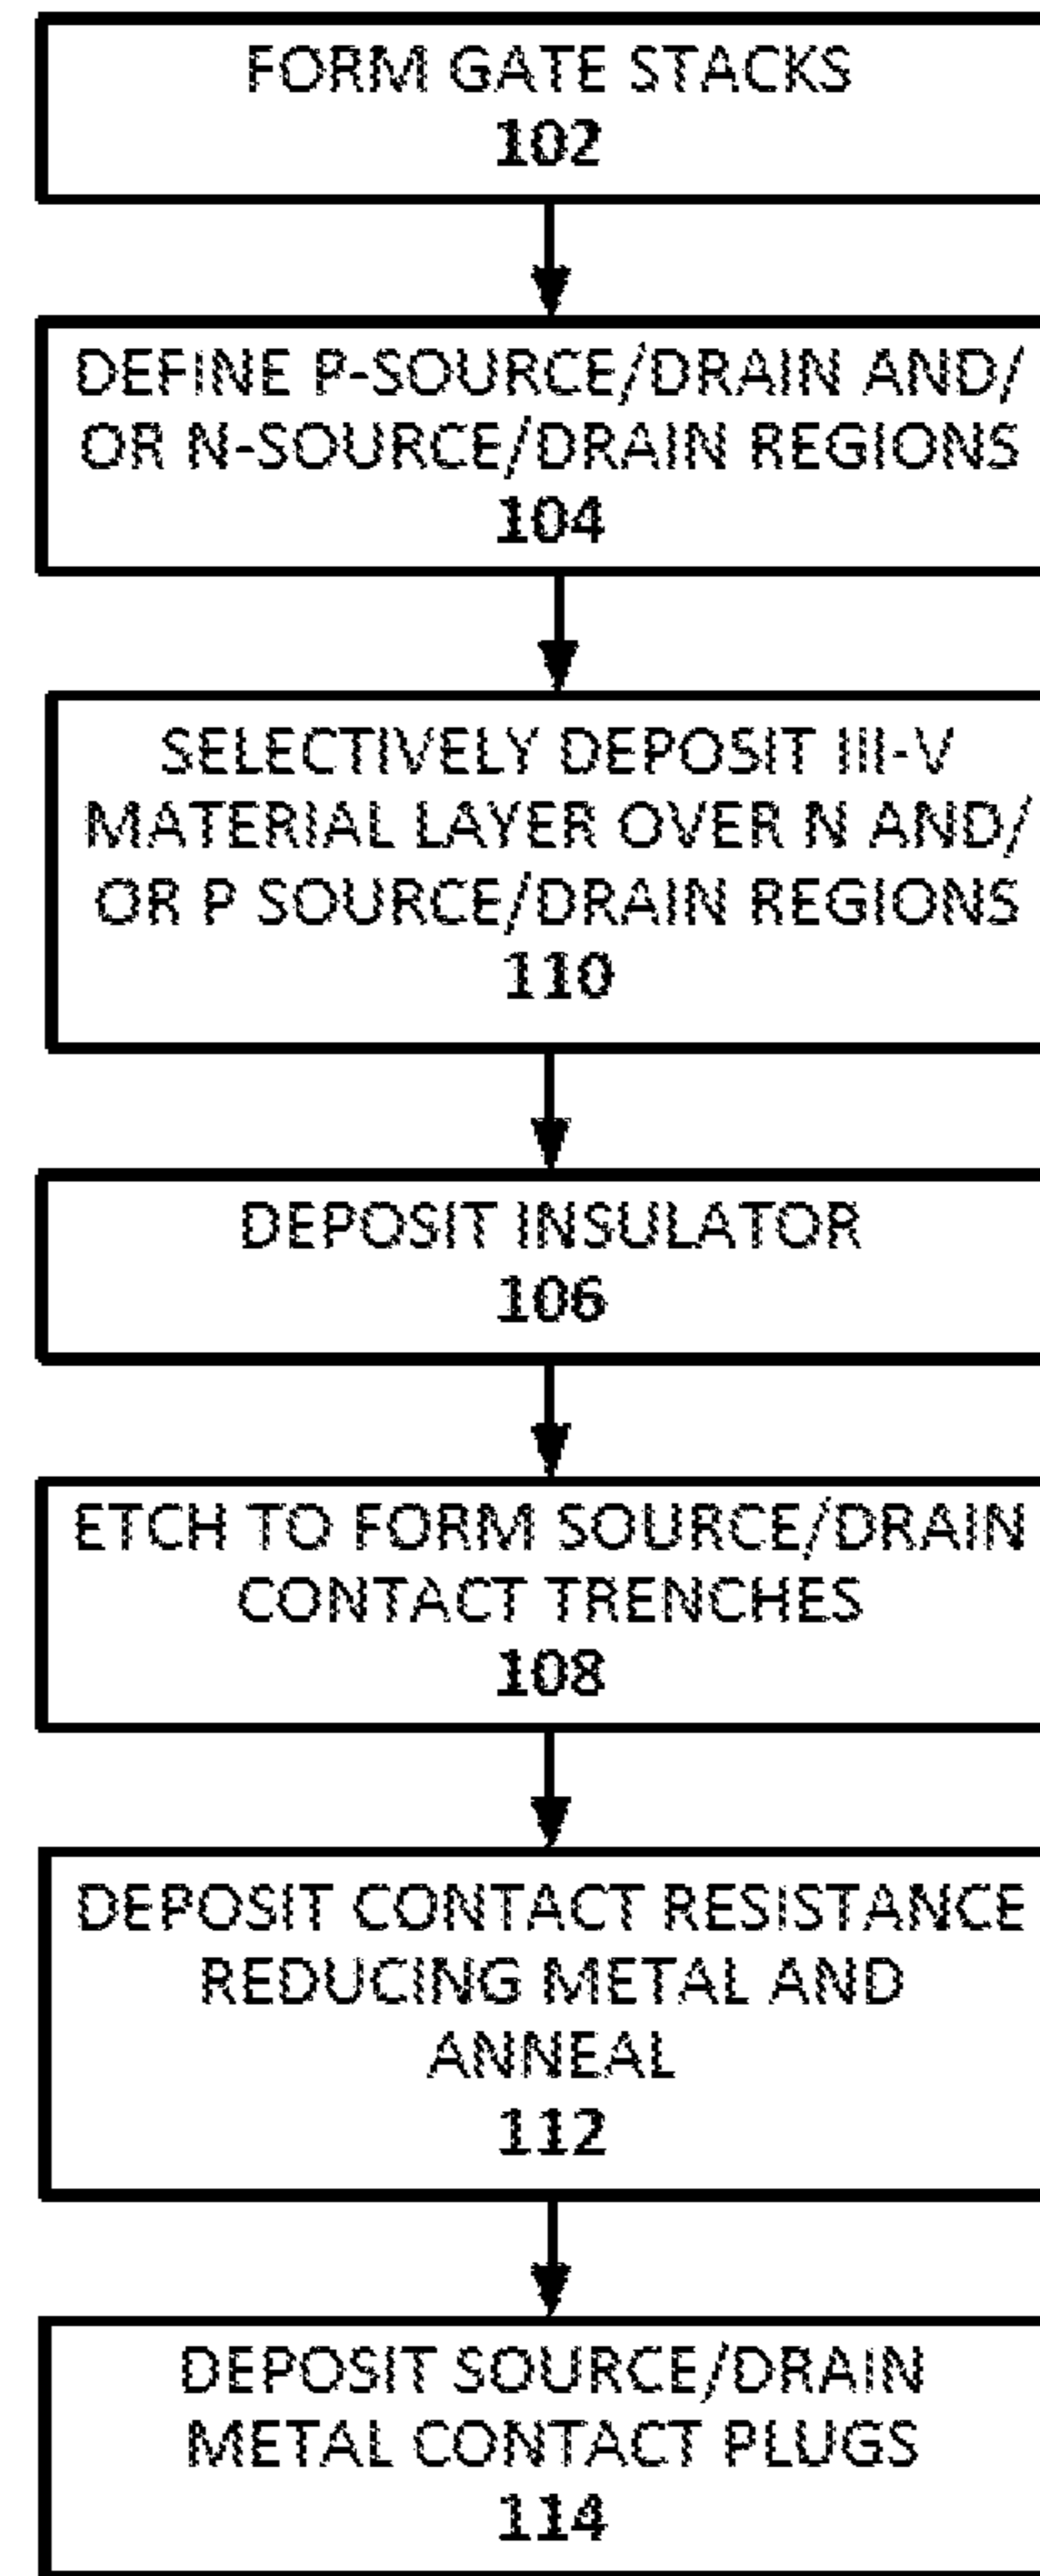 FORM GATE STACKS
102
DEFINE P-SOURCE/DRAIN AND/
OR N-SOURCE/DRAIN REGIONS
104
SELECTIVELY DEPOSIT III-V
MATERIAL LAYER OVER N AND/
OR P SOURCE/DRAIN REGIONS
110
DEPOSIT INSULATOR
106
ETCH TO FORM SOURCE/DRAIN
CONTACT TRENCHES
108
DEPOSIT CONTACT RESISTANCE
REDUCING METAL AND
ANNEAL
112
DEPOSIT SOURCE/DRAIN
METAL CONTACT PLUGS
114